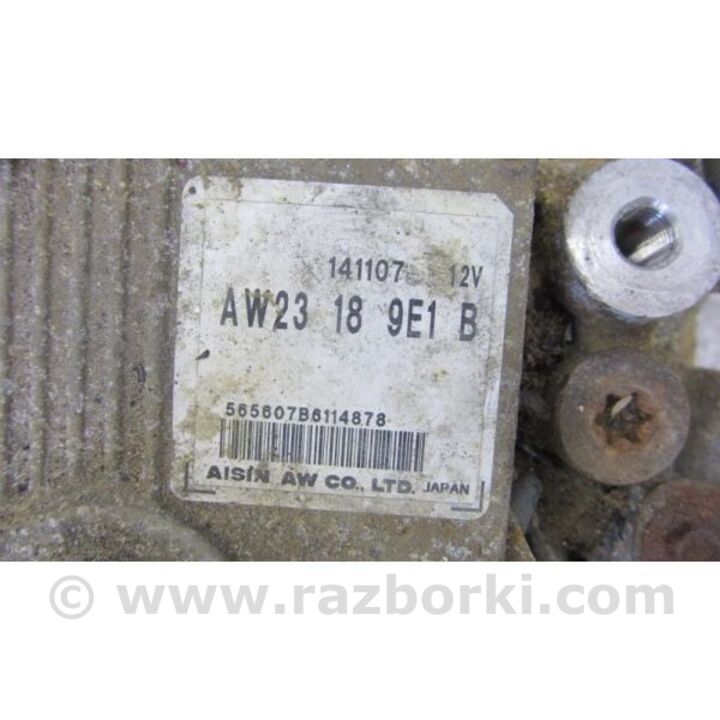 141107 12V
AW23 18 9E1 B
565607B6114878
AISIN AW CO., LTD. JAPAN
© www.razborki.com